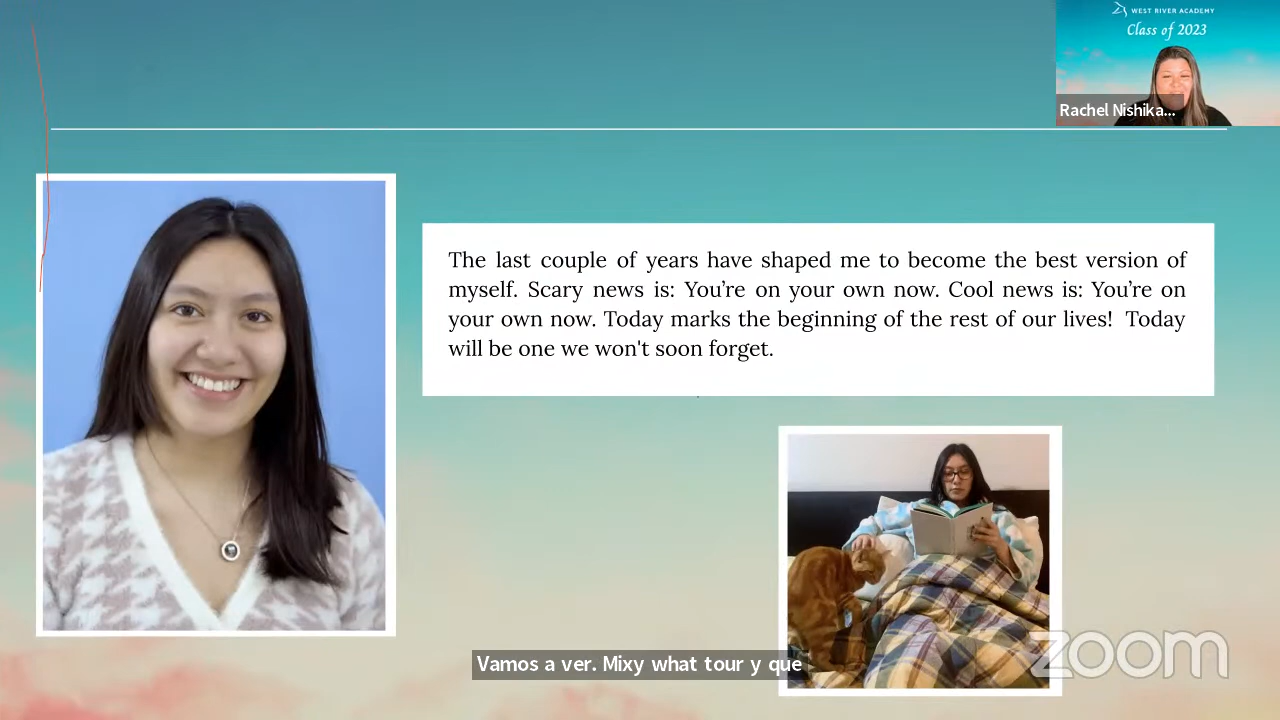 WEST RIVER ACADEMY
Class of 2023
Rachel Nishika...
The last couple of years have shaped me to become the best version of
myself. Scary news is: You're on your own now. Cool news is: You're on
your own now. Today marks the beginning of the rest of our lives! Today
will be one we won't soon forget.
Vamos a ver. Mixy what tour y que
zoom